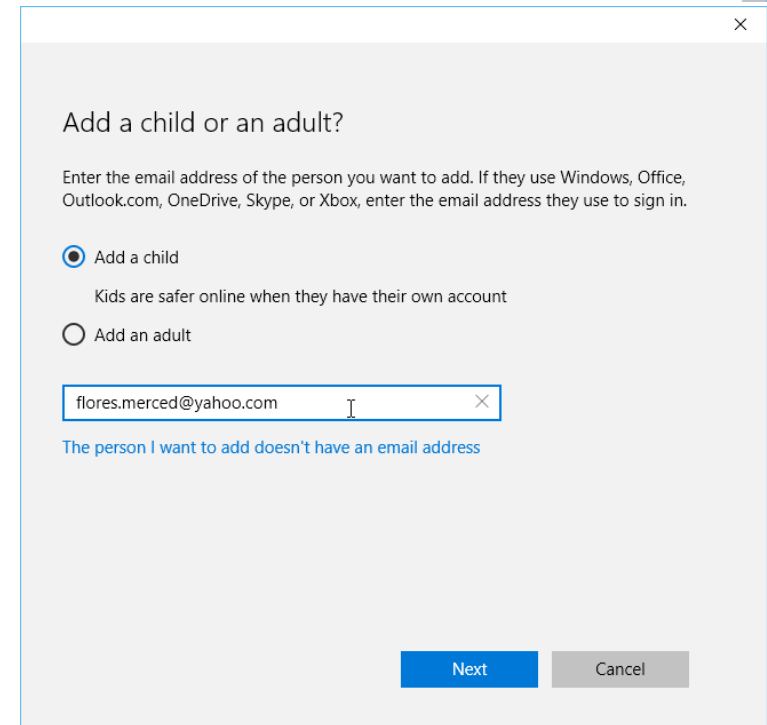 Add a child or an adult?
Enter the email address of the person you want to add. If they use Windows, Office,
Outlook.com, OneDrive, Skype, or Xbox, enter the email address they use to sign in.
Add a child
Kids are safer online when they have their own account
Add an adult
flores.merced@yahoo.com
The person I want to add doesn't have an email address
Next Cancel